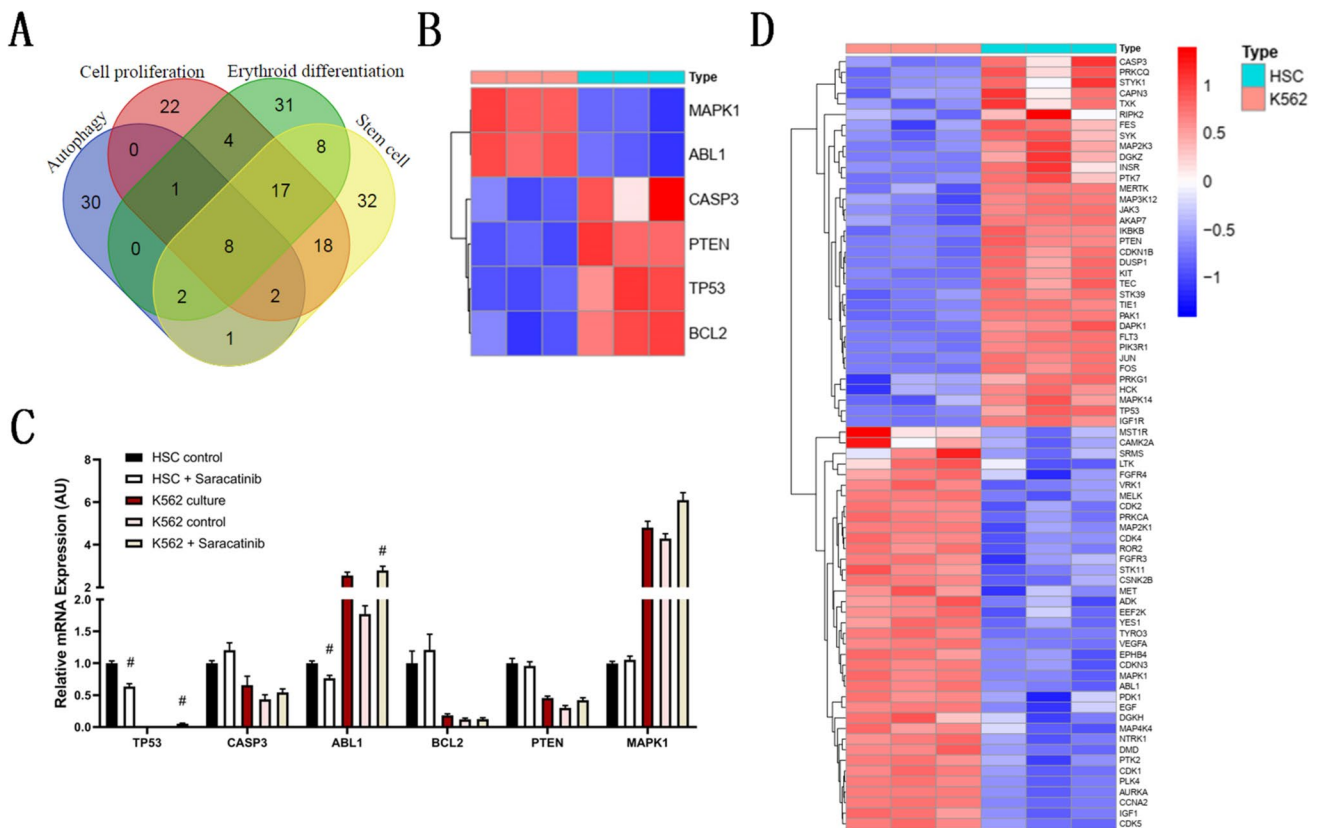 A
Cell proliferation
Erythroid differentiation
Autophagy
Stem cell
22
31
0
4
8
30
1
17
32
0
8
18
2
2
1
B
Type
MAPK1
ABL1
CASP3
PTEN
TP53
BCL2
C
HSC control
HSC + Saracatinib
K562 culture
K562 control
K562 + Saracatinib
Relative mRNA Expression (AU)
8
6
4
2
2.0
1.5
1.0
0.5
0.0
#
#
#
#
TP53
CASP3
ABL1
BCL2
PTEN
MAPK1
D
Type
CASP3
PRKCQ
STYK1
CAPN3
TXK
RIPK2
FES
SYK
MAP2K3
DGKZ
INSR
PTK7
MERTK
MAP3K12
JAK3
AKAP7
IKBKB
PTEN
CDKN1B
DUSP1
KIT
TEC
STK39
TIE1
PAK1
DAPK1
FLT3
PIK3R1
JUN
FOS
PRKG1
HCK
MAPK14
TP53
IGF1R
MST1R
CAMK2A
SRMS
LTK
FGFR4
VRK1
MELK
CDK2
PRKCA
MAP2K1
CDK4
ROR2
FGFR3
STK11
CSNK2B
MET
ADK
EEF2K
YES1
TYRO3
VEGFA
EPHB4
CDKN3
MAPK1
ABL1
PDK1
EGF
DGKH
MAP4K4
NTRK1
DMD
PTK2
CDK1
PLK4
AURKA
CCNA2
IGF1
CDK5
1
0.5
0
−0.5
−1
Type
HSC
K562